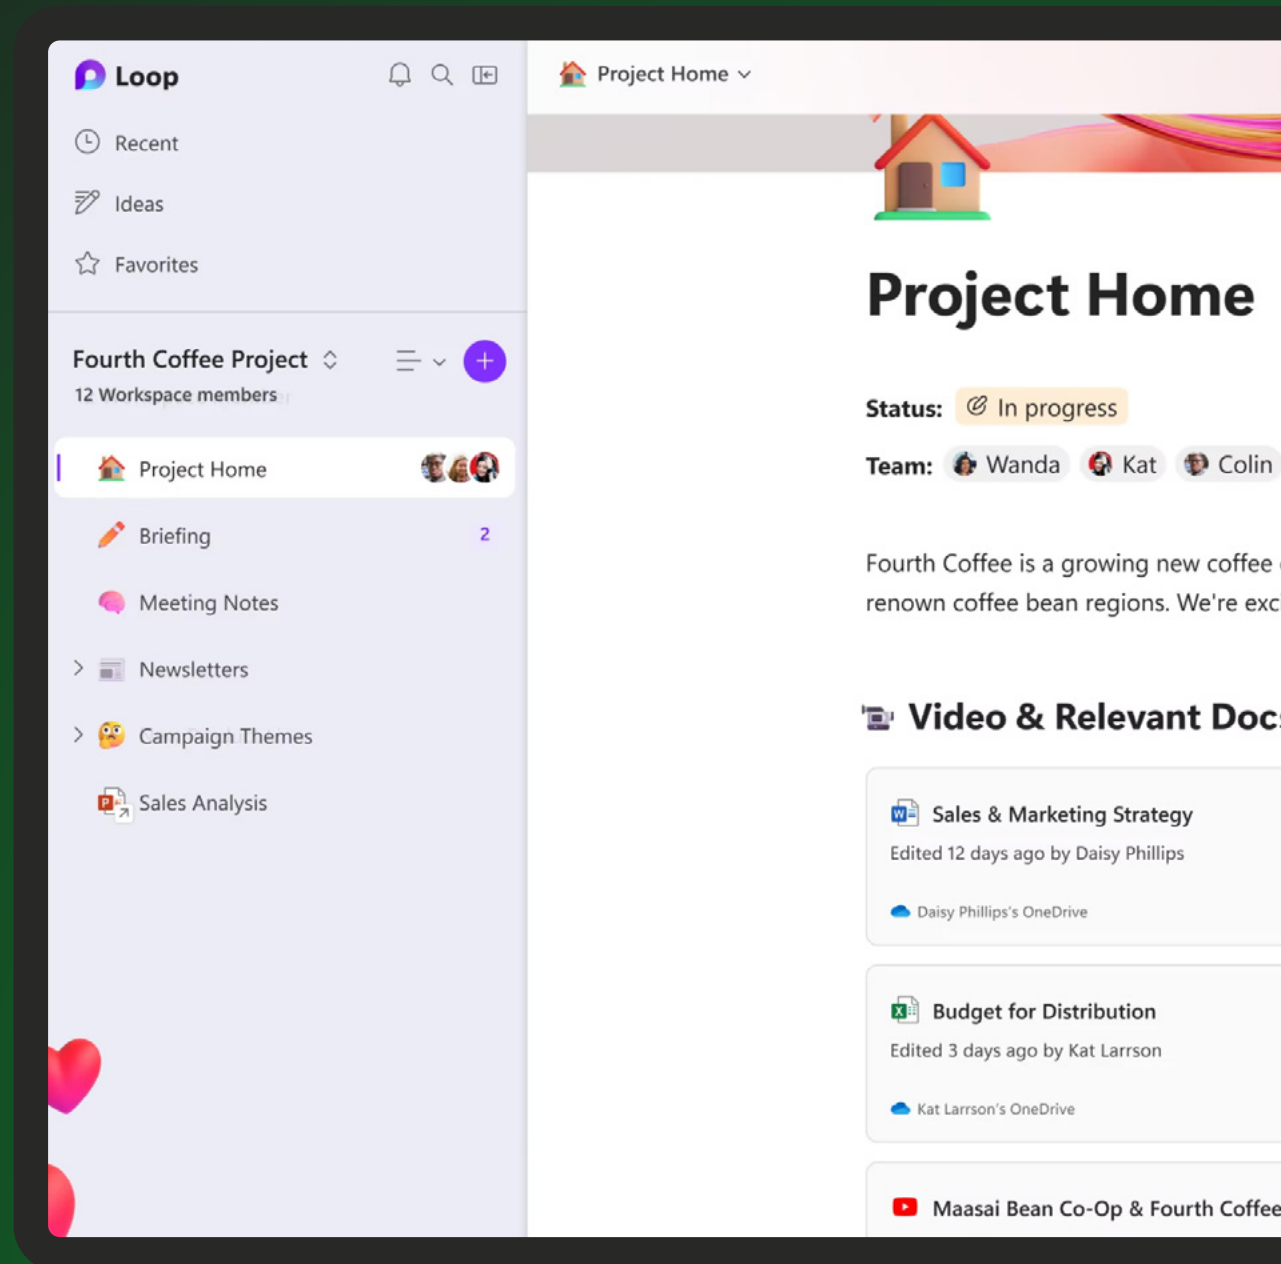 Loop
Recent
Ideas
Favorites
Fourth Coffee Project
12 Workspace members
Project Home
Briefing
2
Meeting Notes
Newsletters
Campaign Themes
Sales Analysis
Project Home
Project Home
Status: In progress
Team: Wanda Kat Colin
Fourth Coffee is a growing new coffee
renown coffee bean regions. We're exci
Video & Relevant Docs
Sales & Marketing Strategy
Edited 12 days ago by Daisy Phillips
Daisy Phillips's OneDrive
Budget for Distribution
Edited 3 days ago by Kat Larrson
Kat Larrson's OneDrive
Maasai Bean Co-Op & Fourth Coffee